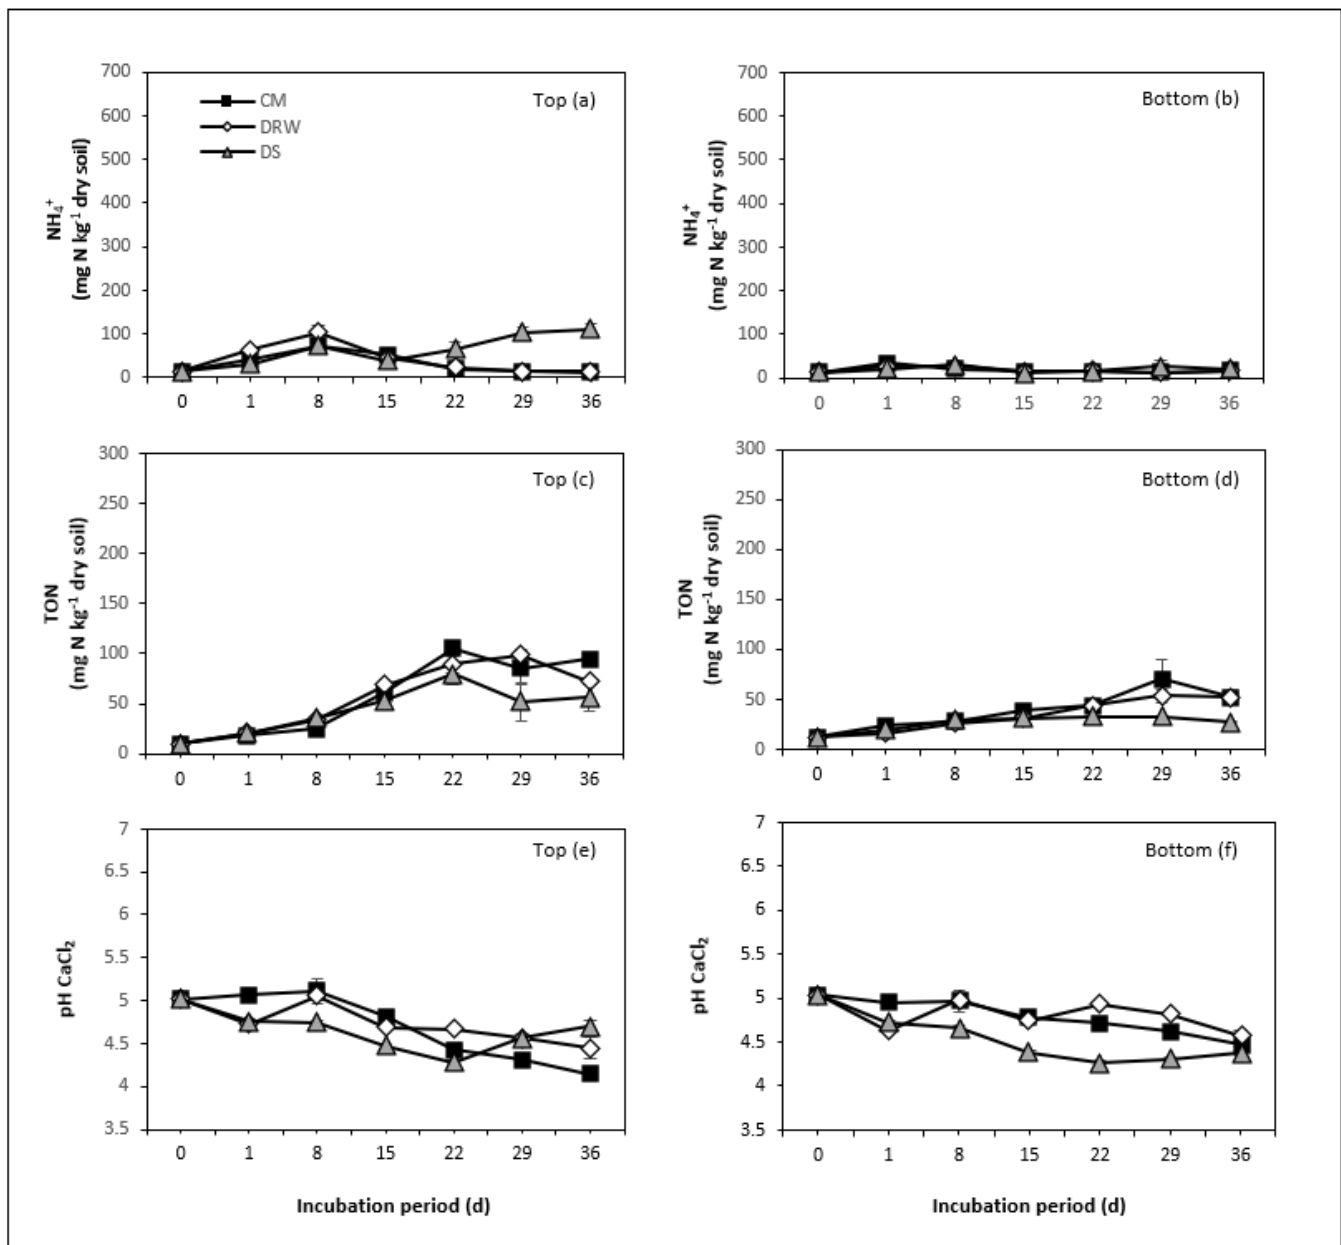 700
600
500
400
300
200
100
0
NH₄⁺
(mg N kg⁻¹ dry soil)
CM
DRW
DS
Top (a)
0 1 8 15 22 29 36
700
600
500
400
300
200
100
0
NH₄⁺
(mg N kg⁻¹ dry soil)
Bottom (b)
0 1 8 15 22 29 36
300
250
200
150
100
50
0
TON
(mg N kg⁻¹ dry soil)
Top (c)
0 1 8 15 22 29 36
300
250
200
150
100
50
0
TON
(mg N kg⁻¹ dry soil)
Bottom (d)
0 1 8 15 22 29 36
7
6.5
6
5.5
5
4.5
4
3.5
pH CaCl₂
Top (e)
0 1 8 15 22 29 36
Incubation period (d)
7
6.5
6
5.5
5
4.5
4
3.5
pH CaCl₂
Bottom (f)
0 1 8 15 22 29 36
Incubation period (d)